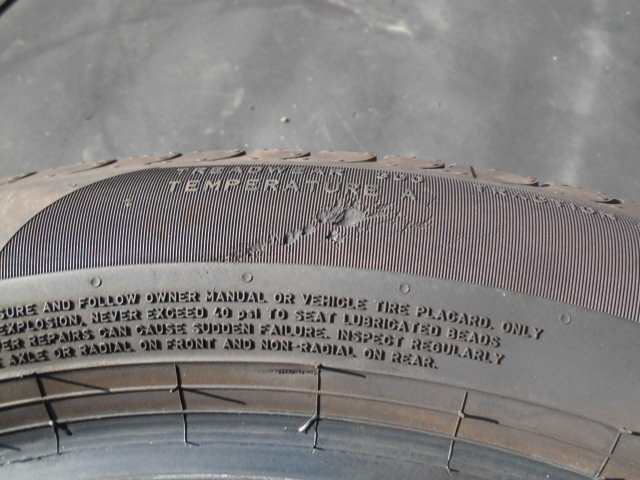 TREADWEAR
TEMPERATURE A TRACTION
SURE AND FOLLOW OWNER MANUAL OR VEHICLE TIRE PLACARD. ONLY
EXPLOSION, NEVER EXCEED 40 psi TO SEAT LUBRICATED BEADS
ER REPAIRS CAN CAUSE SUDDEN FAILURE. INSPECT REGULARLY
AXLE OR RADIAL ON FRONT AND NON-RADIAL ON REAR.